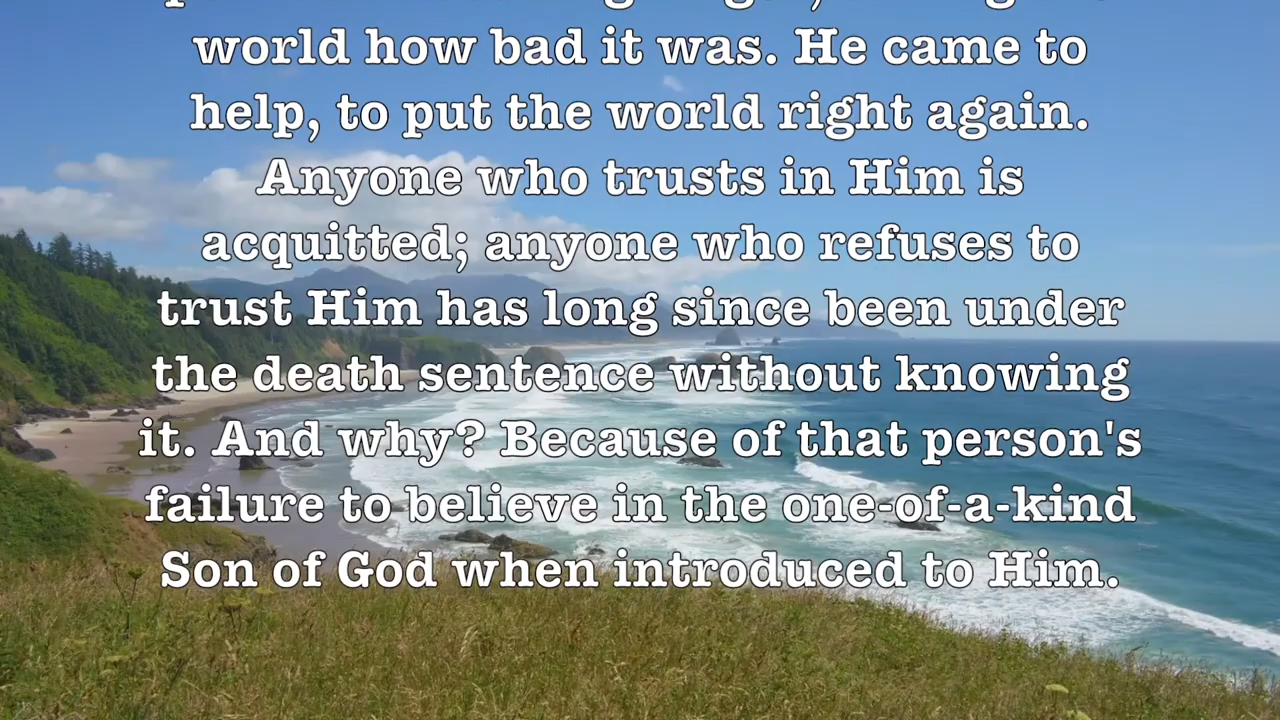 world how bad it was. He came to
help, to put the world right again.
Anyone who trusts in Him is
acquitted; anyone who refuses to
trust Him has long since been under
the death sentence without knowing
it. And why? Because of that person's
failure to believe in the one-of-a-kind
Son of God when introduced to Him.